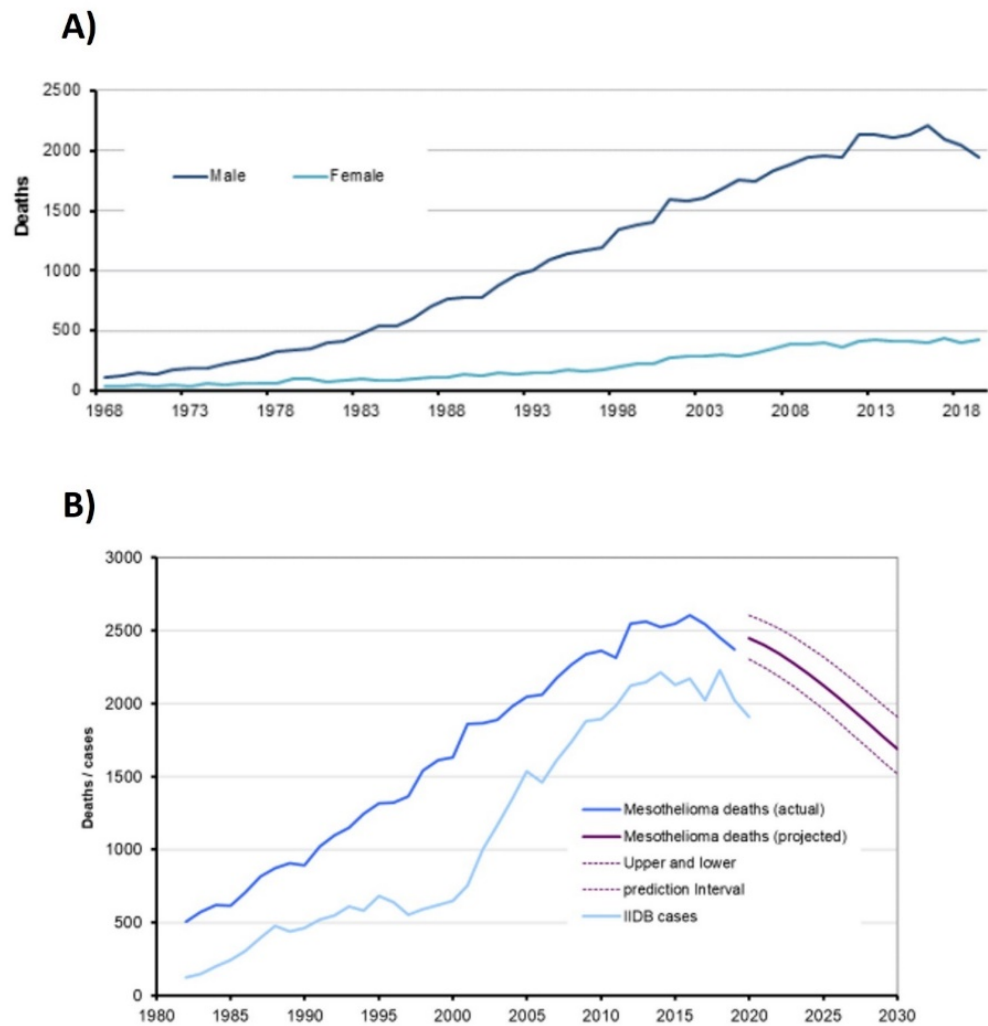 A)
2500
2000
1500
1000
500
0
Deaths
Male Female
1968 1973 1978 1983 1988 1993 1998 2003 2008 2013 2018
B)
3000
2500
2000
1500
1000
500
0
Deaths / cases
Mesothelioma deaths (actual)
Mesothelioma deaths (projected)
Upper and lower
prediction Interval
IIDB cases
1980 1985 1990 1995 2000 2005 2010 2015 2020 2025 2030